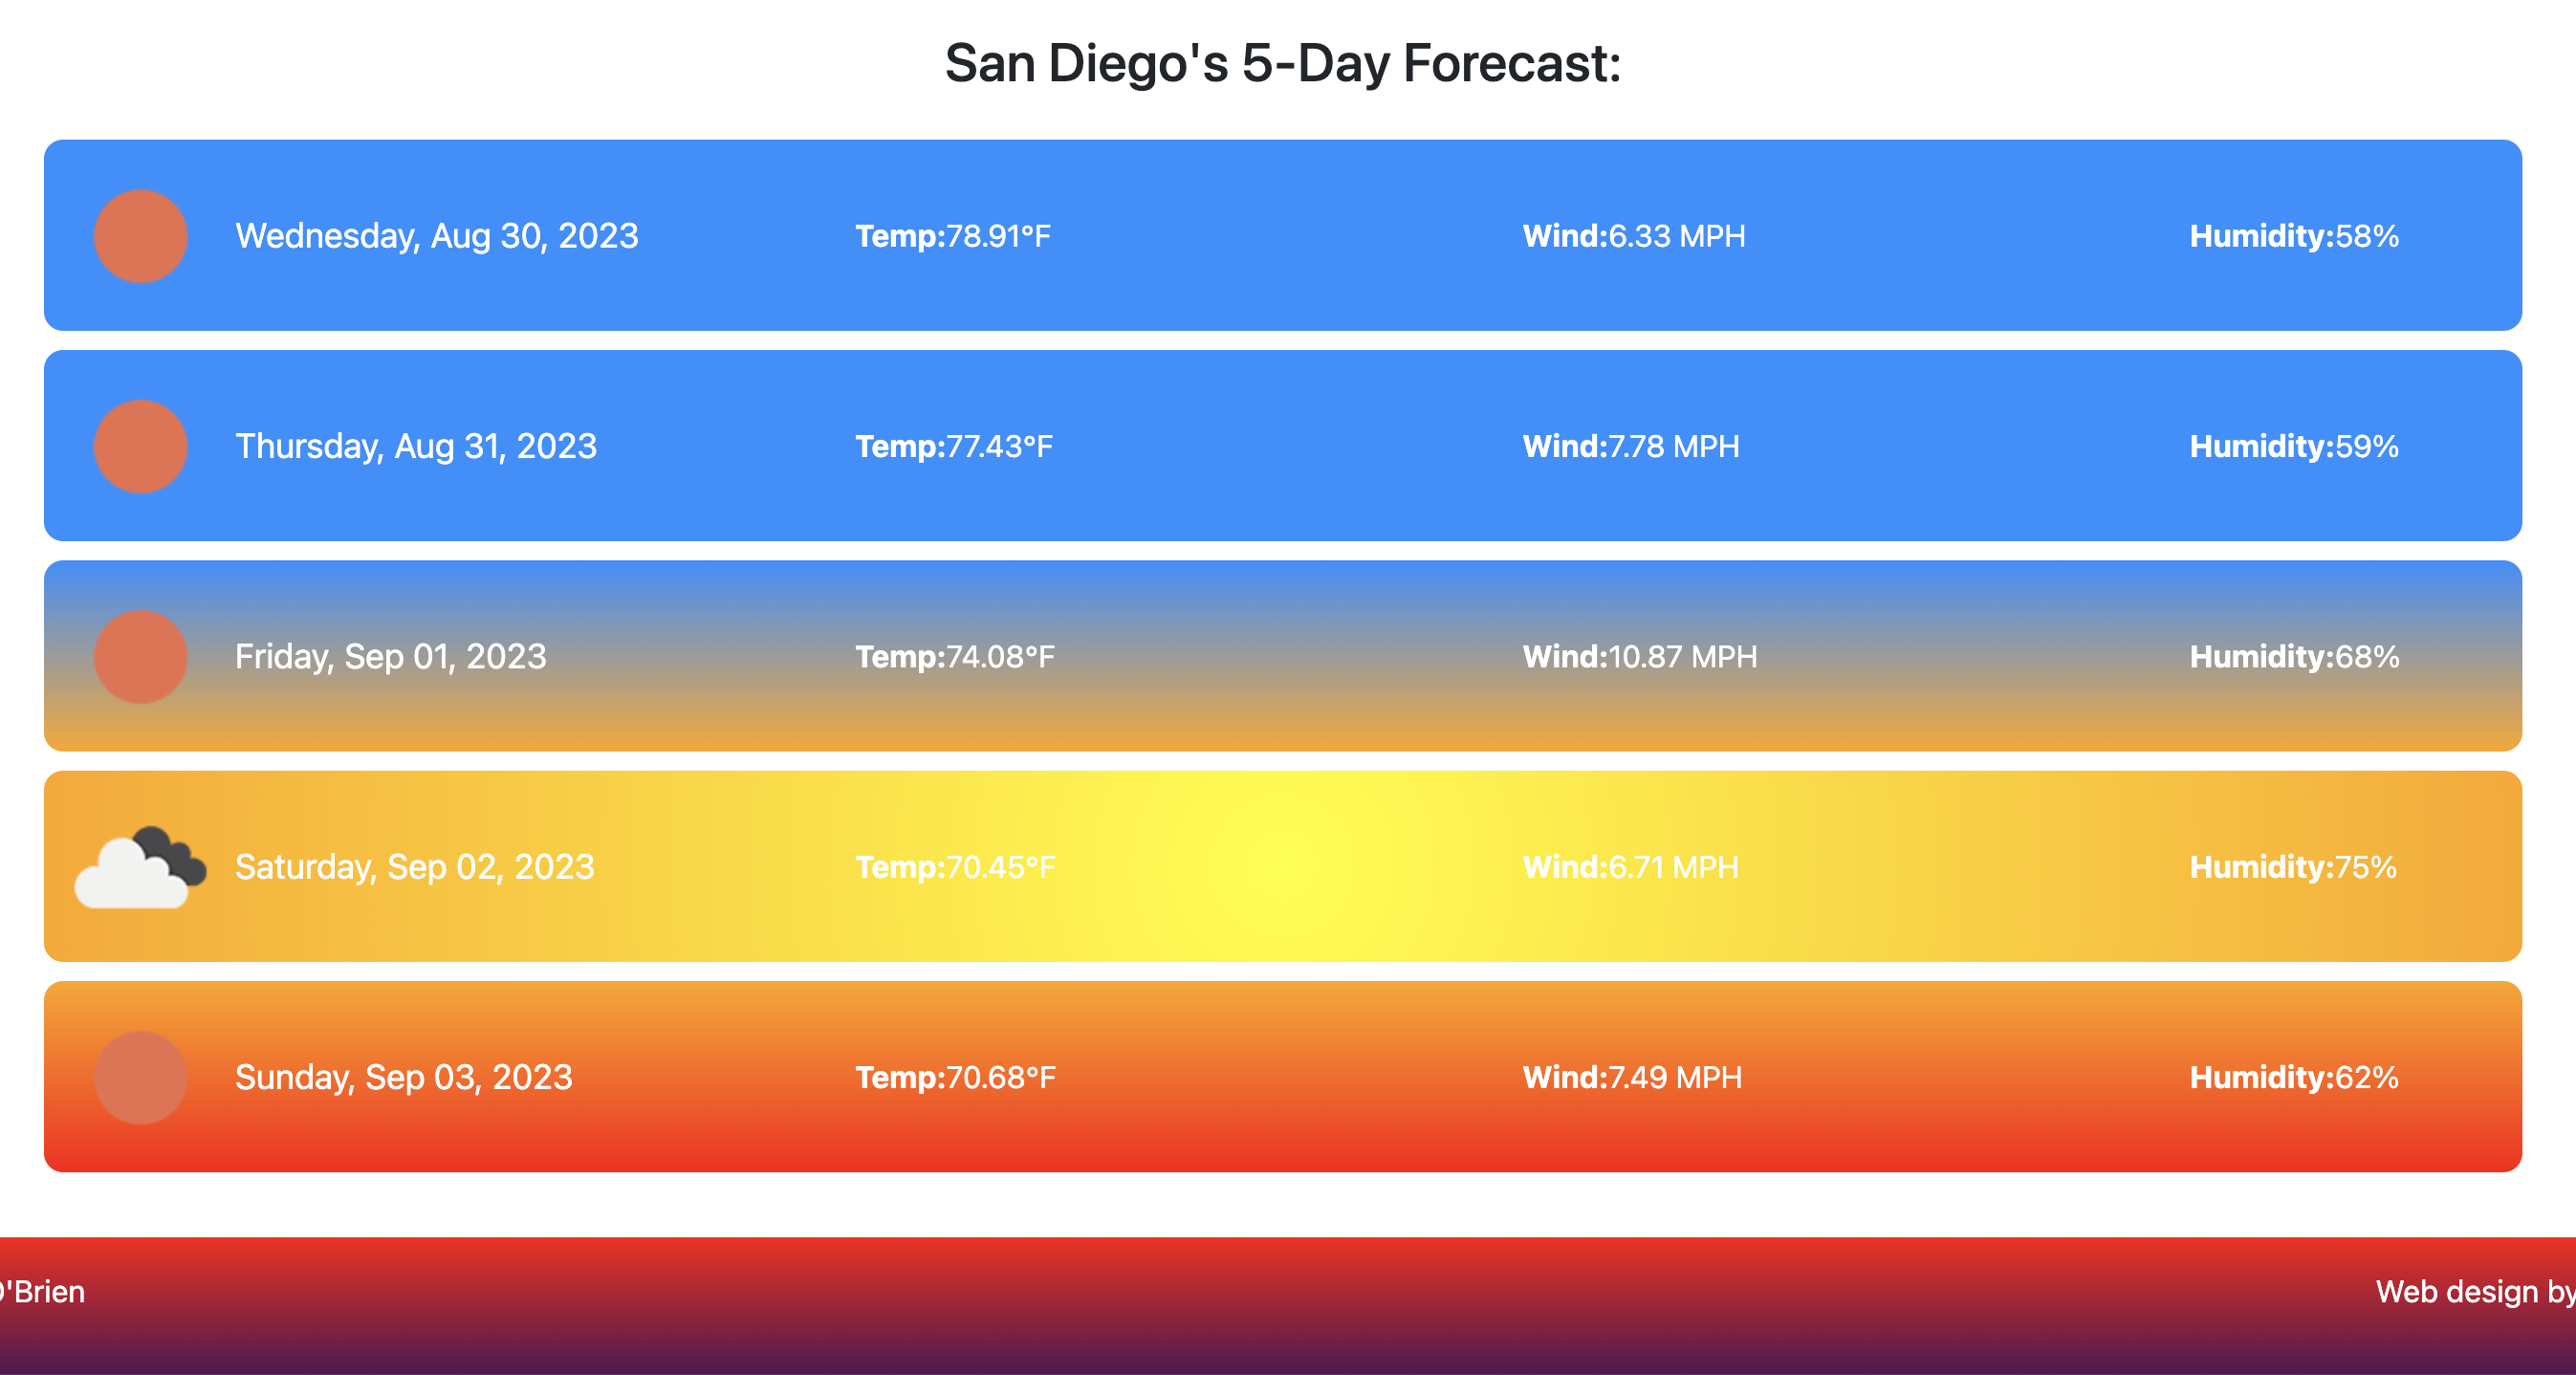 San Diego's 5-Day Forecast:
Wednesday, Aug 30, 2023 Temp:78.91°F Wind:6.33 MPH Humidity:58%
Thursday, Aug 31, 2023 Temp:77.43°F Wind:7.78 MPH Humidity:59%
Friday, Sep 01, 2023 Temp:74.08°F Wind:10.87 MPH Humidity:68%
Saturday, Sep 02, 2023 Temp:70.45°F Wind:6.71 MPH Humidity:75%
Sunday, Sep 03, 2023 Temp:70.68°F Wind:7.49 MPH Humidity:62%
O'Brien Web design by